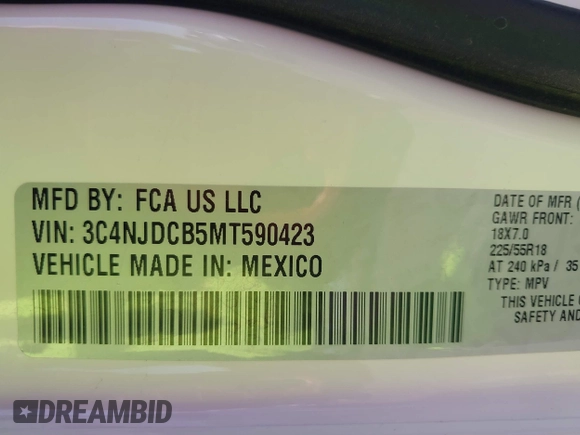 MFD BY: FCA US LLC
VIN: 3C4NJDCB5MT590423
VEHICLE MADE IN: MEXICO
DATE OF MFR (
GAWR FRONT:
18X7.0
225/55R18
AT 240 kPa / 35
TYPE: MPV
THIS VEHICLE
SAFETY AND
DREAMBID